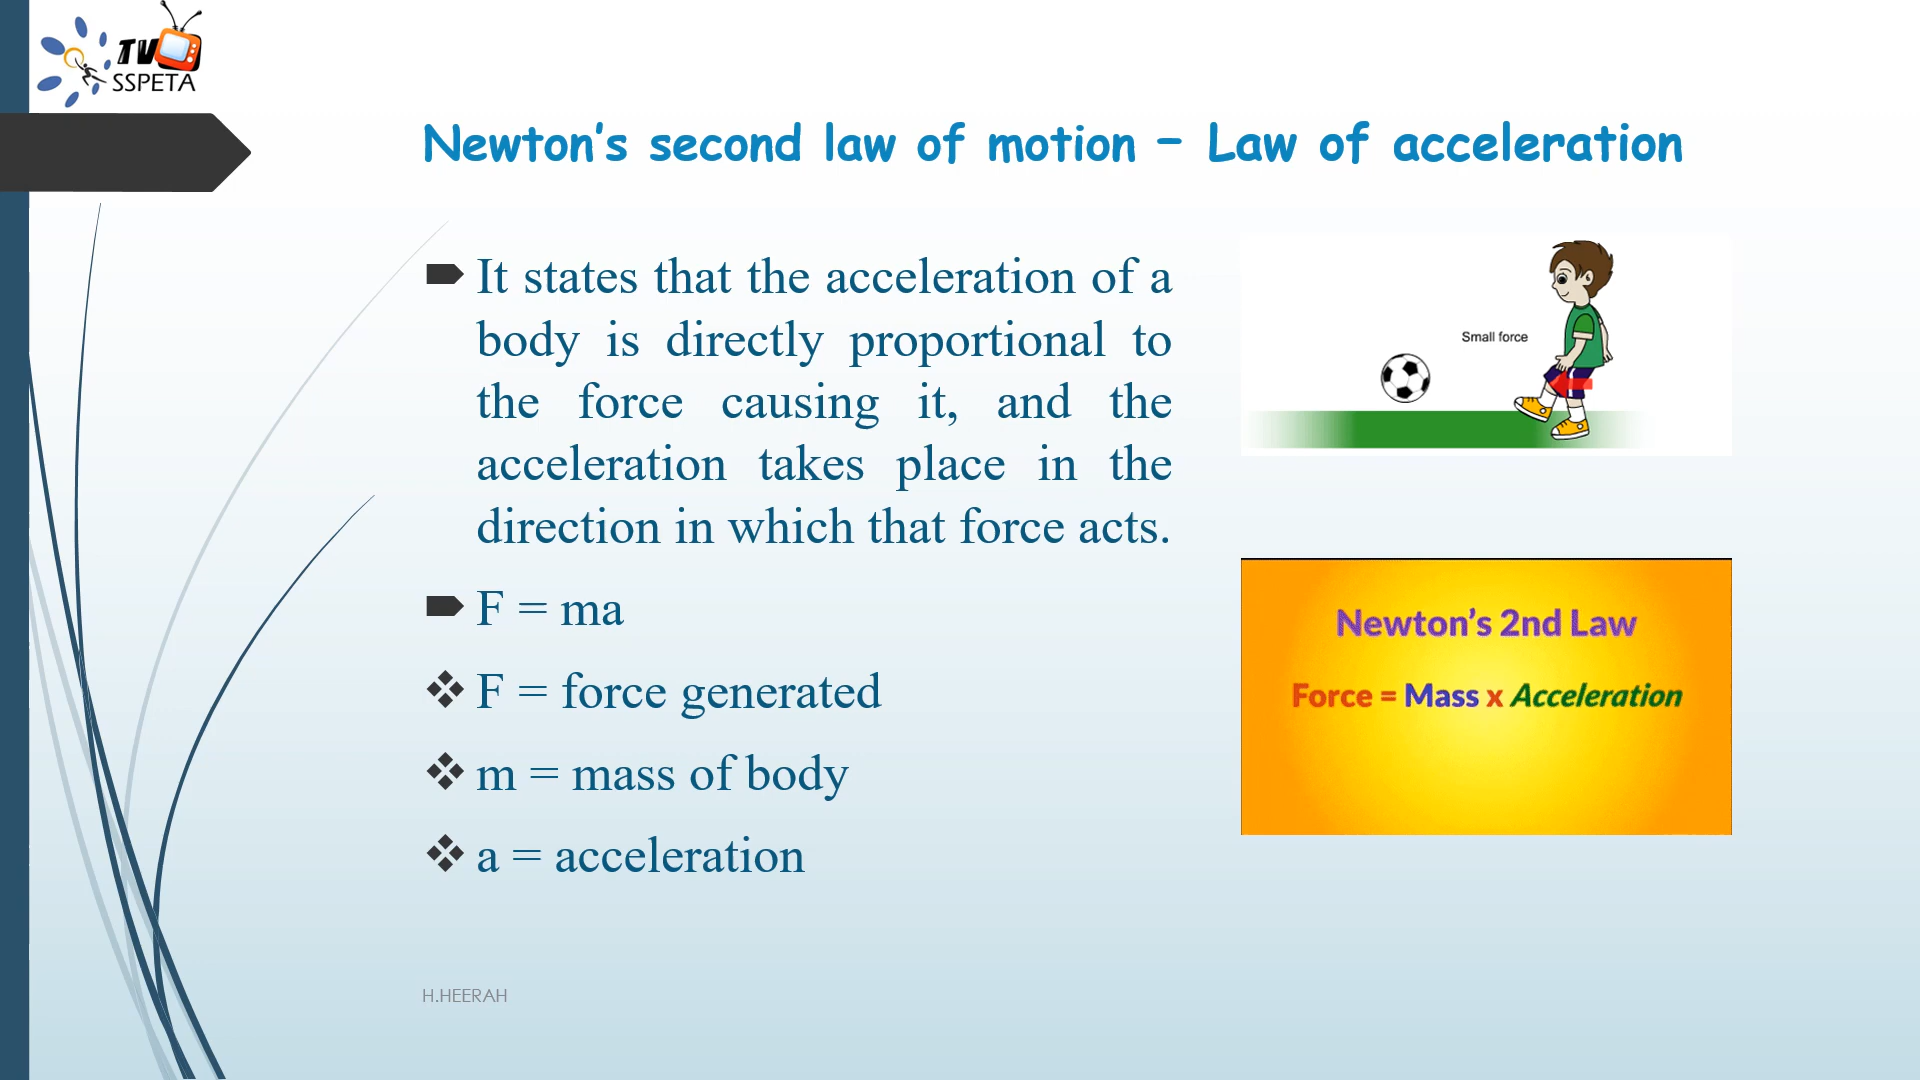 TV
SSPETA
Newton's second law of motion – Law of acceleration
It states that the acceleration of a
body is directly proportional to
the force causing it, and the
acceleration takes place in the
direction in which that force acts.
F = ma
F = force generated
m = mass of body
a = acceleration
Small force
Newton's 2nd Law
Force = Mass x Acceleration
H.HEERAH